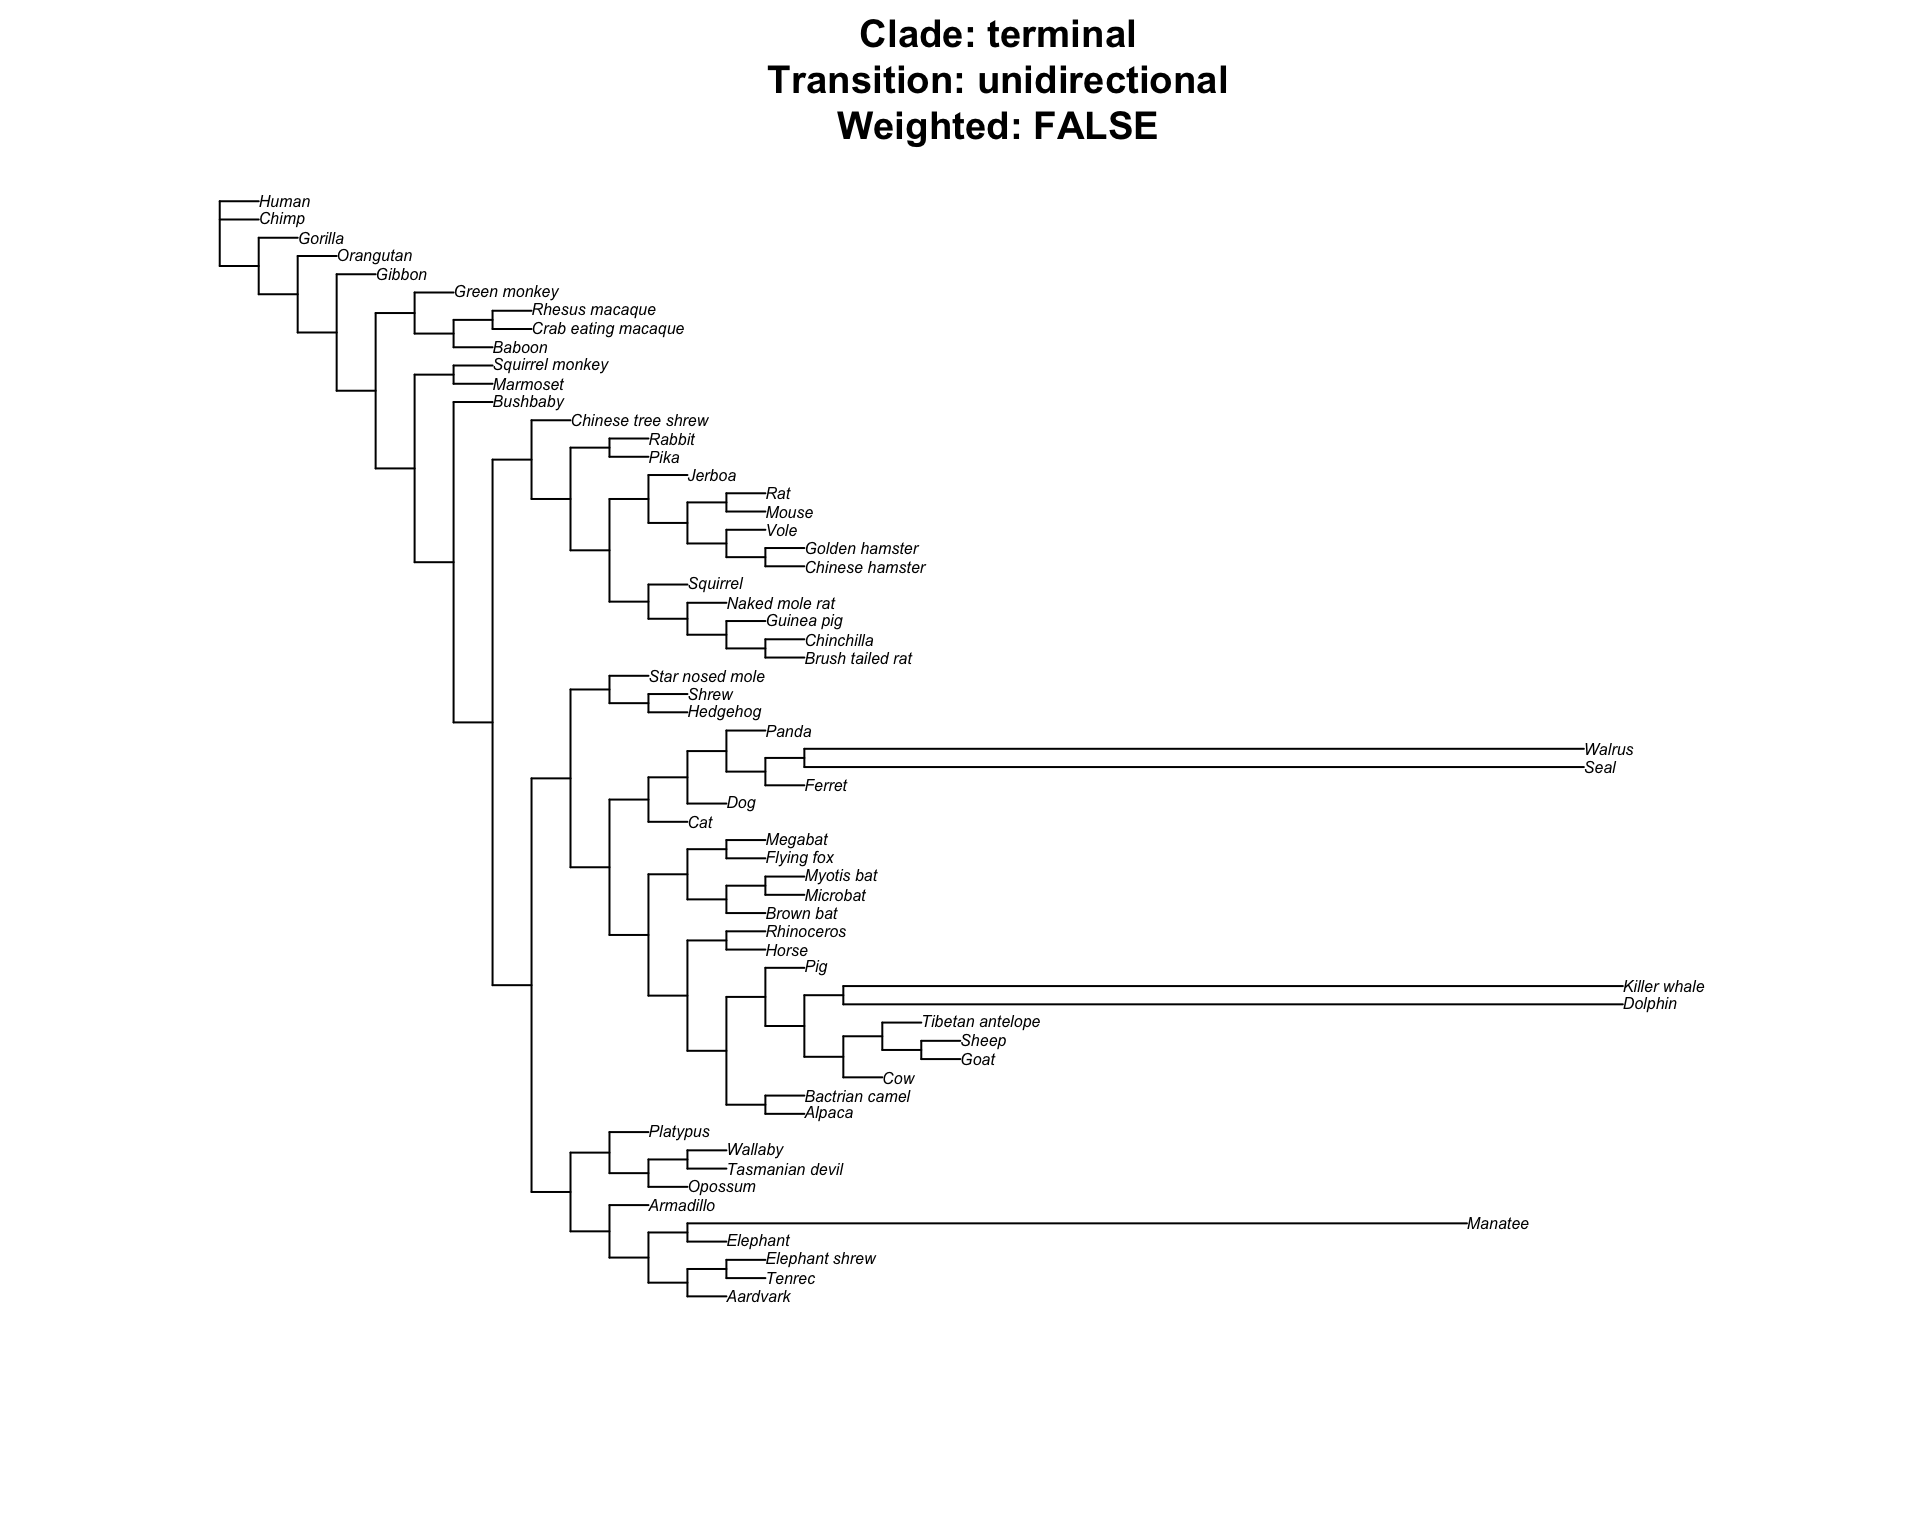 Clade: terminal
Transition: unidirectional
Weighted: FALSE
Human
Chimp
Gorilla
Orangutan
Gibbon
Green monkey
Rhesus macaque
Crab eating macaque
Baboon
Squirrel monkey
Marmoset
Bushbaby
Chinese tree shrew
Rabbit
Pika
Jerboa
Rat
Mouse
Vole
Golden hamster
Chinese hamster
Squirrel
Naked mole rat
Guinea pig
Chinchilla
Brush tailed rat
Star nosed mole
Shrew
Hedgehog
Panda
Walrus
Seal
Ferret
Dog
Cat
Megabat
Flying fox
Myotis bat
Microbat
Brown bat
Rhinoceros
Horse
Pig
Killer whale
Dolphin
Tibetan antelope
Sheep
Goat
Cow
Bactrian camel
Alpaca
Platypus
Wallaby
Tasmanian devil
Opossum
Armadillo
Manatee
Elephant
Elephant shrew
Tenrec
Aardvark